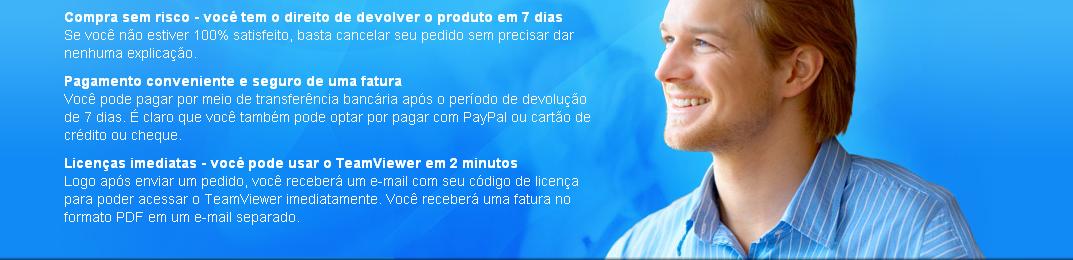 Compra sem risco - você tem o direito de devolver o produto em 7 dias
Se você não estiver 100% satisfeito, basta cancelar seu pedido sem precisar dar
nenhuma explicação.
Pagamento conveniente e seguro de uma fatura
Você pode pagar por meio de transferência bancária após o período de devolução
de 7 dias. É claro que você também pode optar por pagar com PayPal ou cartão de
crédito ou cheque.
Licenças imediatas - você pode usar o TeamViewer em 2 minutos
Logo após enviar um pedido, você receberá um e-mail com seu código de licença
para poder acessar o TeamViewer imediatamente. Você receberá uma fatura no
formato PDF em um e-mail separado.